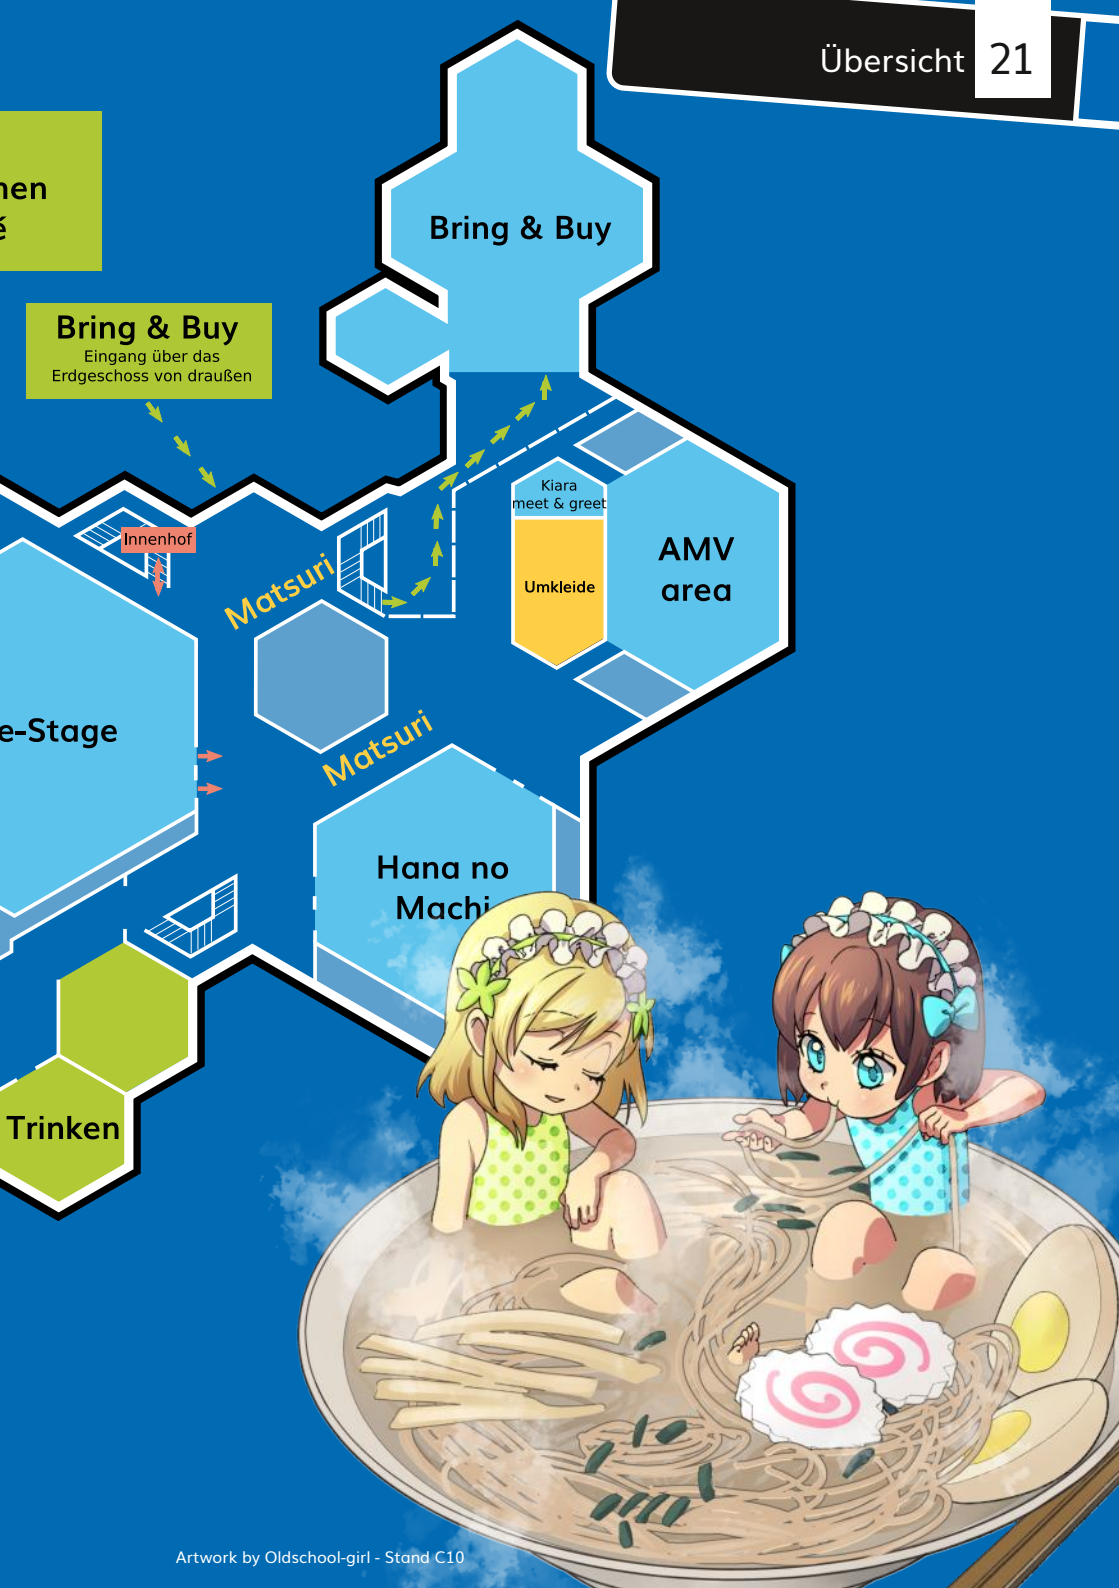 Übersicht 21
nen
é
Bring & Buy
Bring & Buy
Eingang über das
Erdgeschoss von draußen
Kiara
meet & greet
Innenhof
AMV
area
Umkleide
Matsuri
e-Stage
Matsuri
Hana no
Machi
Trinken
Artwork by Oldschool-girl - Stand C10